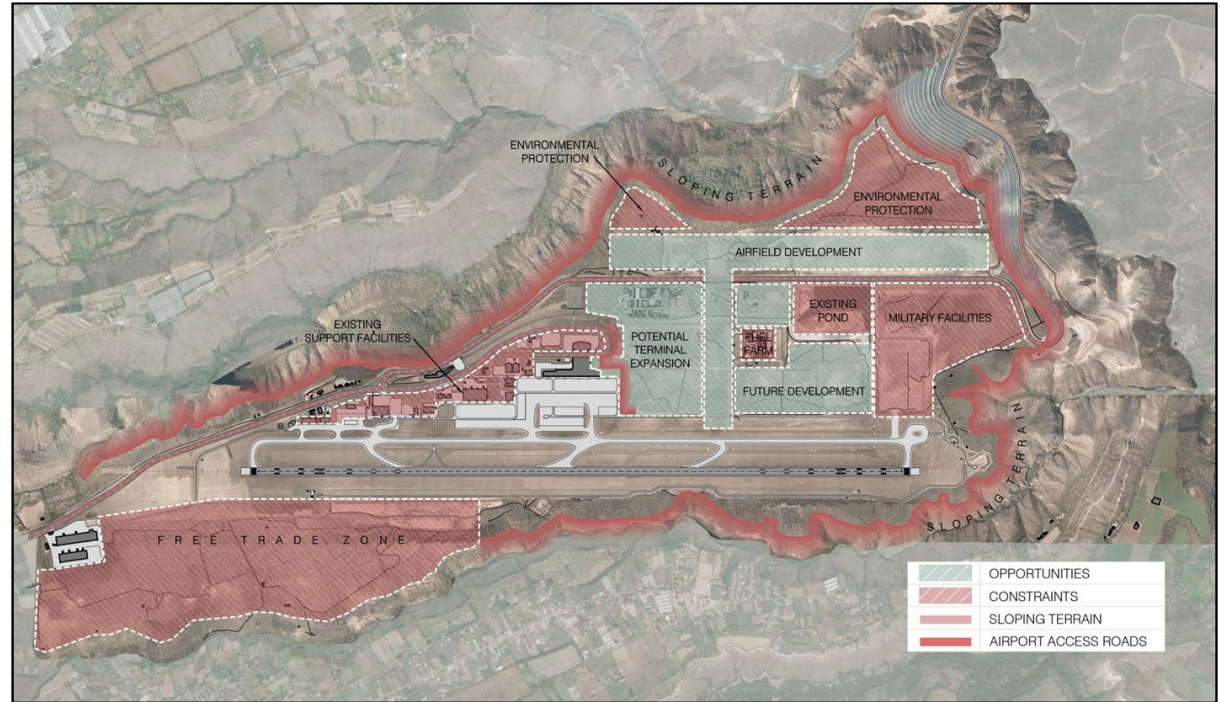 ENVIRONMENTAL
PROTECTION
SLOPING TERRAIN
ENVIRONMENTAL
PROTECTION
AIRFIELD DEVELOPMENT
EXISTING
SUPPORT FACILITIES
POTENTIAL
TERMINAL
EXPANSION
EXISTING
POND
MILITARY FACILITIES
FUEL
FARM
FUTURE DEVELOPMENT
SLOPING TERRAIN
FREE TRADE ZONE
OPPORTUNITIES
CONSTRAINTS
SLOPING TERRAIN
AIRPORT ACCESS ROADS